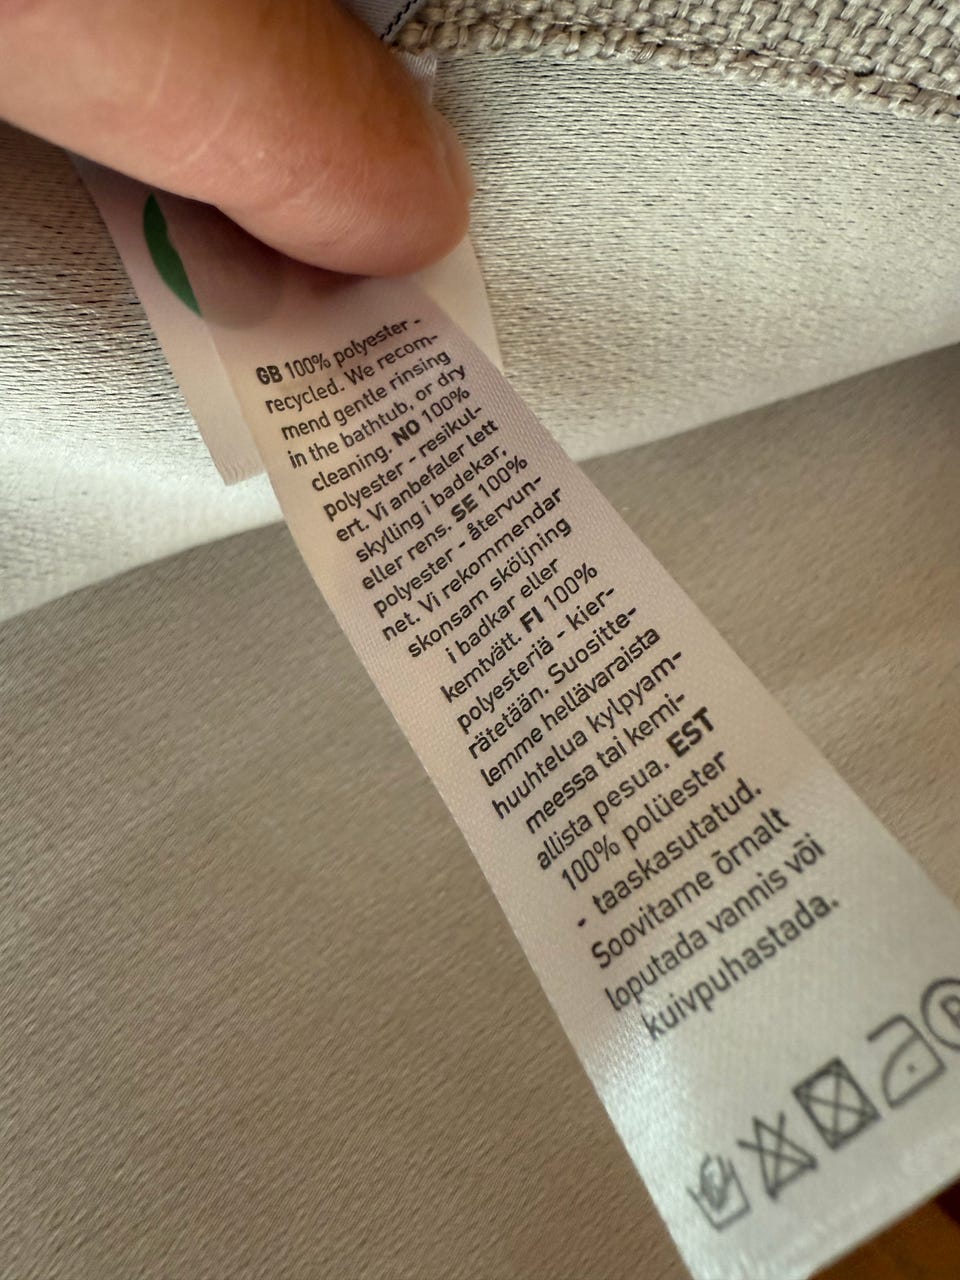 GB 100% polyester -
recycled. We recom-
mend gentle rinsing
in the bathtub, or dry
cleaning. NO 100%
polyester - resikul-
ert. Vi anbefaler lett
skylling i badekar,
eller rens. SE 100%
polyester - återvun-
net. Vi rekommendar
skonsam sköljning
i badkar eller
kemtvätt. FI 100%
polyesteriä - kier-
rätetään. Suositte-
lemme hellävaraista
huuhtelua kylpyam-
meessa tai kemi-
allista pesua. EST
100% polüester
- taaskasutatud.
Soovitame õrnalt
loputada vannis või
kuivpuhastada.
P